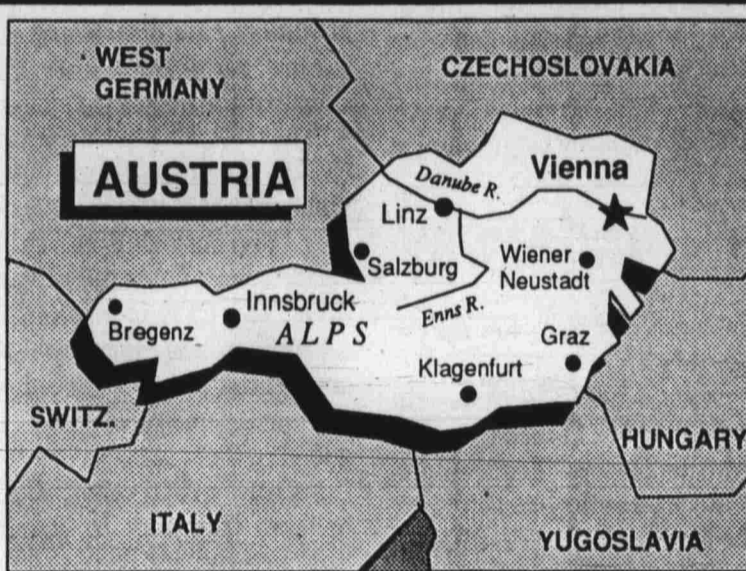 WEST
GERMANY
CZECHOSLOVAKIA
AUSTRIA
Vienna
Danube R.
Linz
Salzburg
Wiener
Neustadt
Innsbruck
Enns R.
Bregenz
ALPS
Graz
Klagenfurt
SWITZ.
HUNGARY
ITALY
YUGOSLAVIA